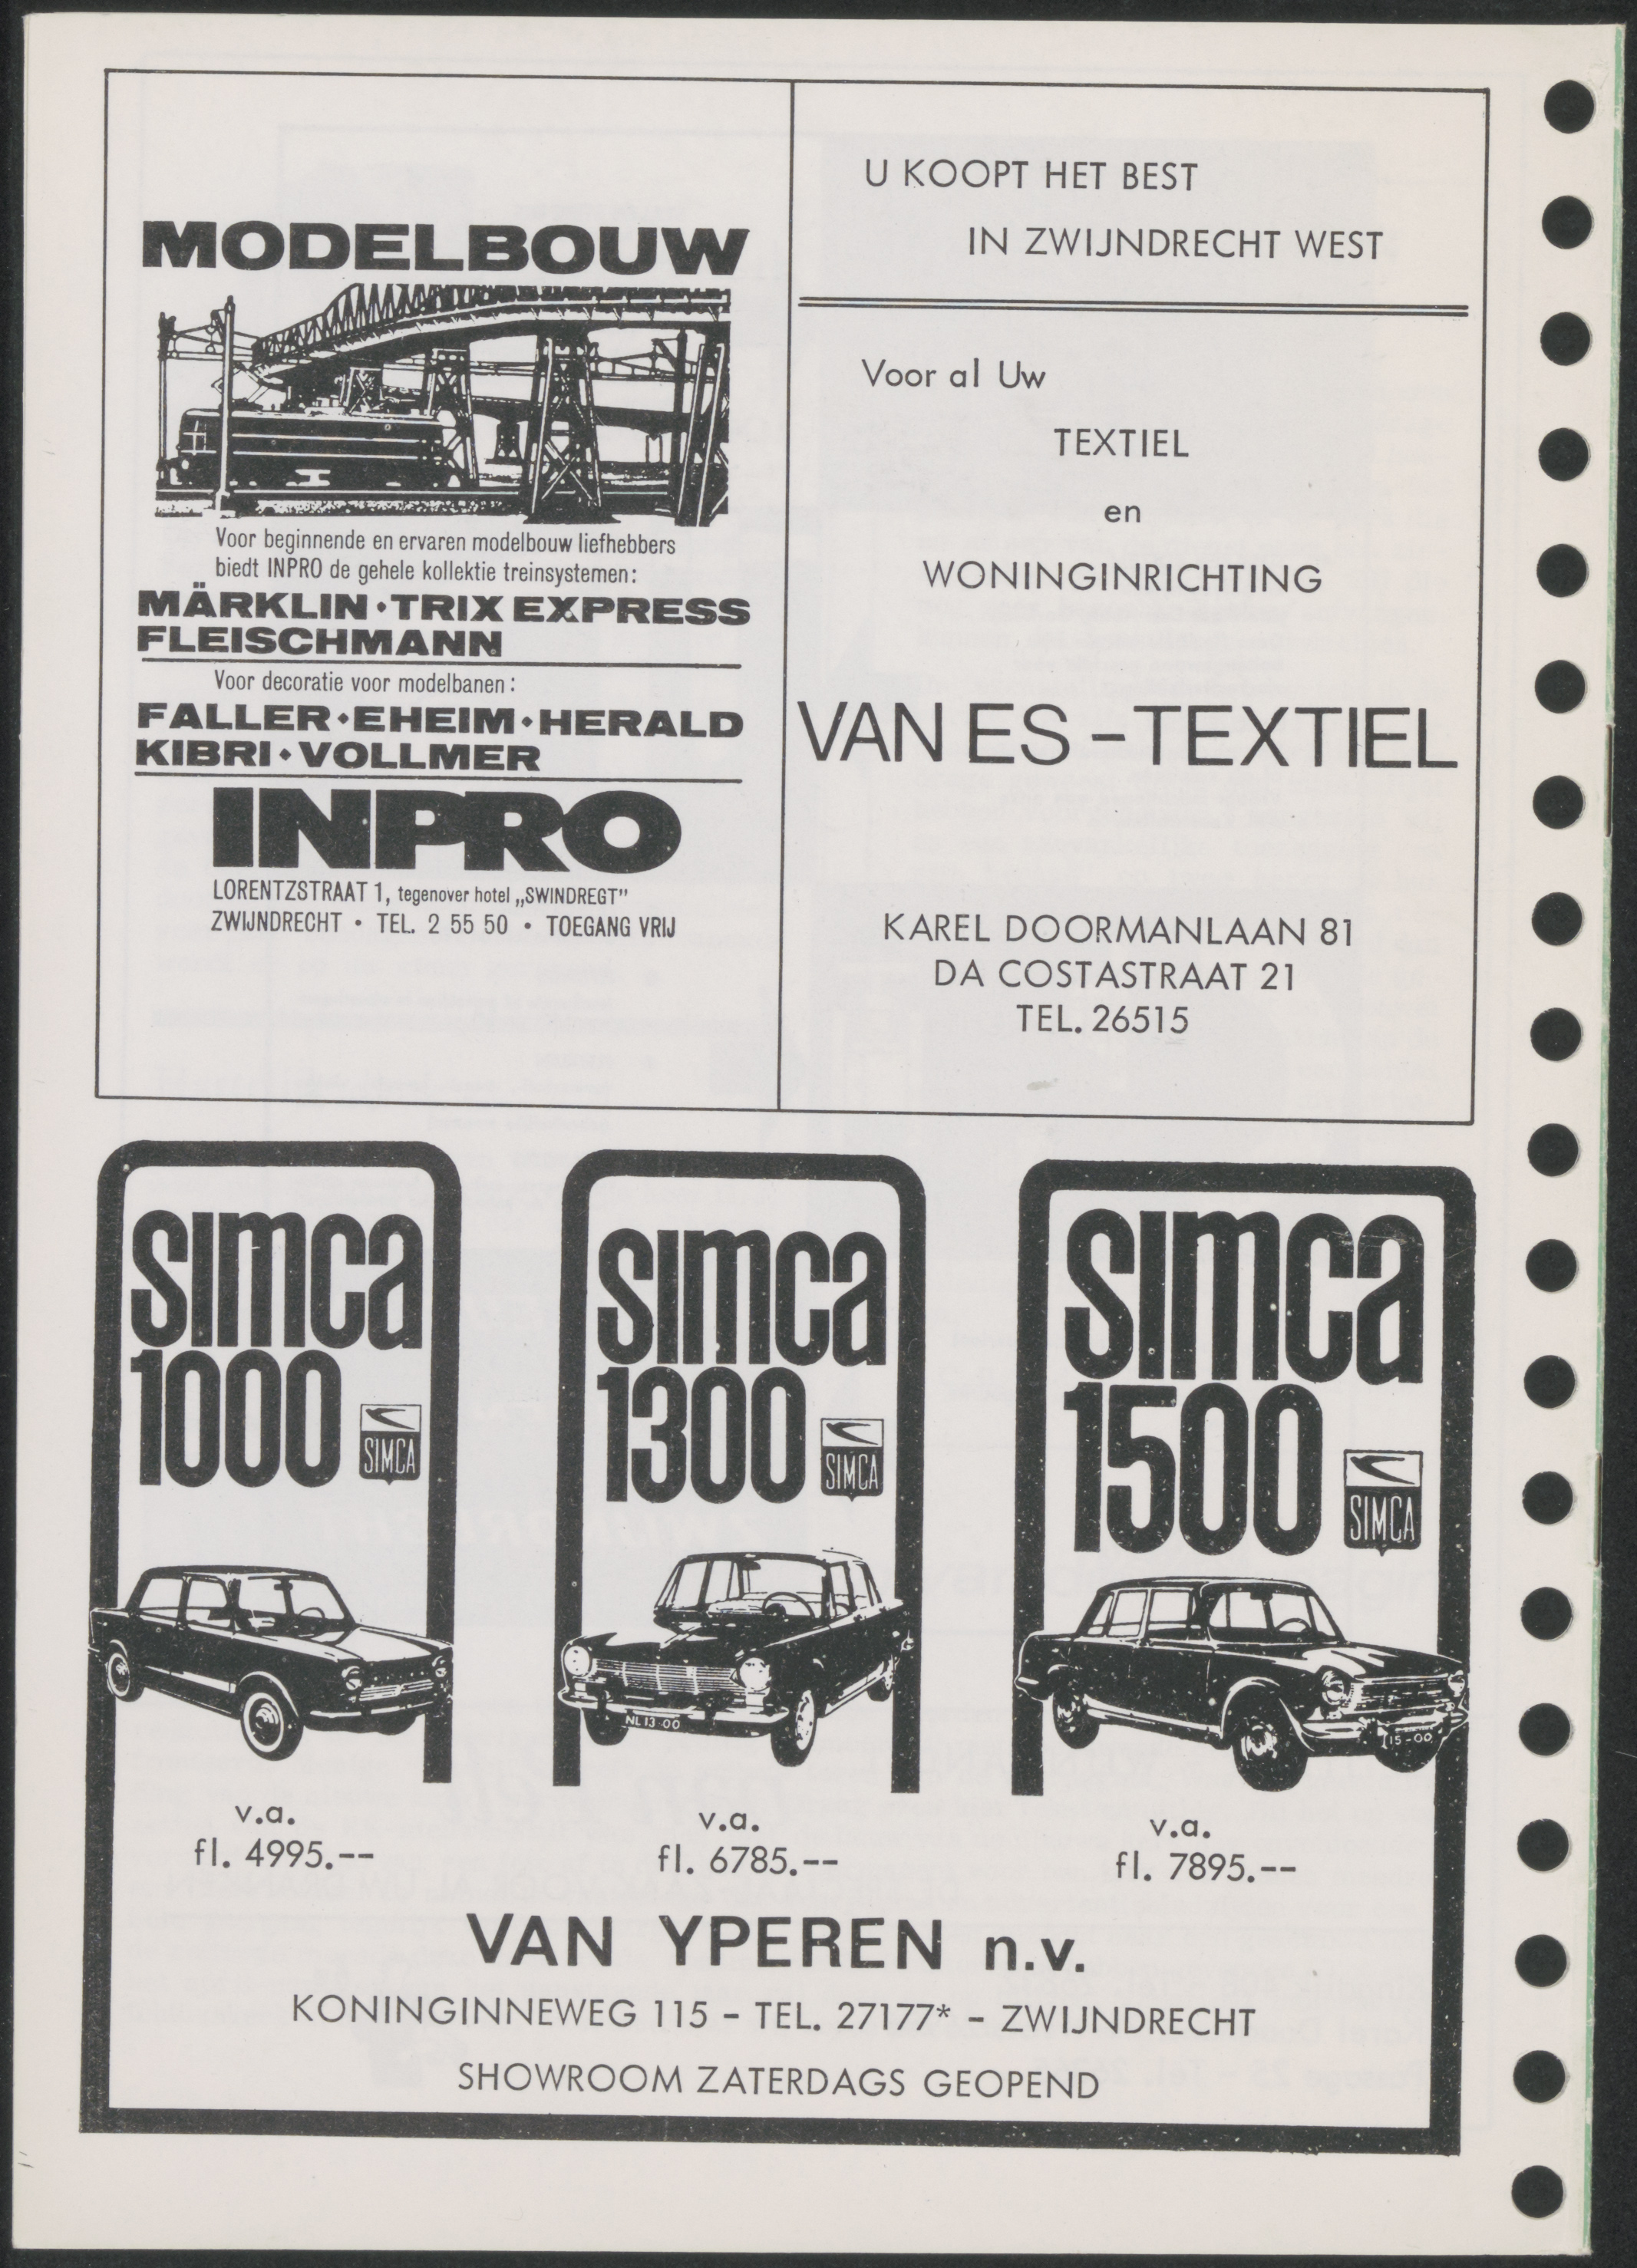 MODELBOUW
Voor beginnende en ervaren modelbouw liefhebbers
biedt INPRO de gehele kollektie treinsystemen:
MÄRKLIN • TRIX EXPRESS
FLEISCHMANN
Voor decoratie voor modelbanen:
FALLER • EHEIM • HERALD
KIBRI • VOLLMER
INPRO
LORENTZSTRAAT 1, tegenover hotel „SWINDREGT”
ZWIJNDRECHT • TEL. 2 55 50 • TOEGANG VRIJ
U KOOPT HET BEST
IN ZWIJNDRECHT WEST
Voor al Uw
TEXTIEL
en
WONINGINRICHTING
VAN ES - TEXTIEL
KAREL DOORMANLAAN 81
DA COSTASTRAAT 21
TEL. 26515
simca
1000
SIMCA
v.a.
fl. 4995.--
simca
1300
SIMCA
NL 13 00
v.a.
fl. 6785.--
simca
1500
SIMCA
15-00
v.a.
fl. 7895.--
VAN YPEREN n.v.
KONINGINNEWEG 115 - TEL. 27177* - ZWIJNDRECHT
SHOWROOM ZATERDAGS GEOPEND